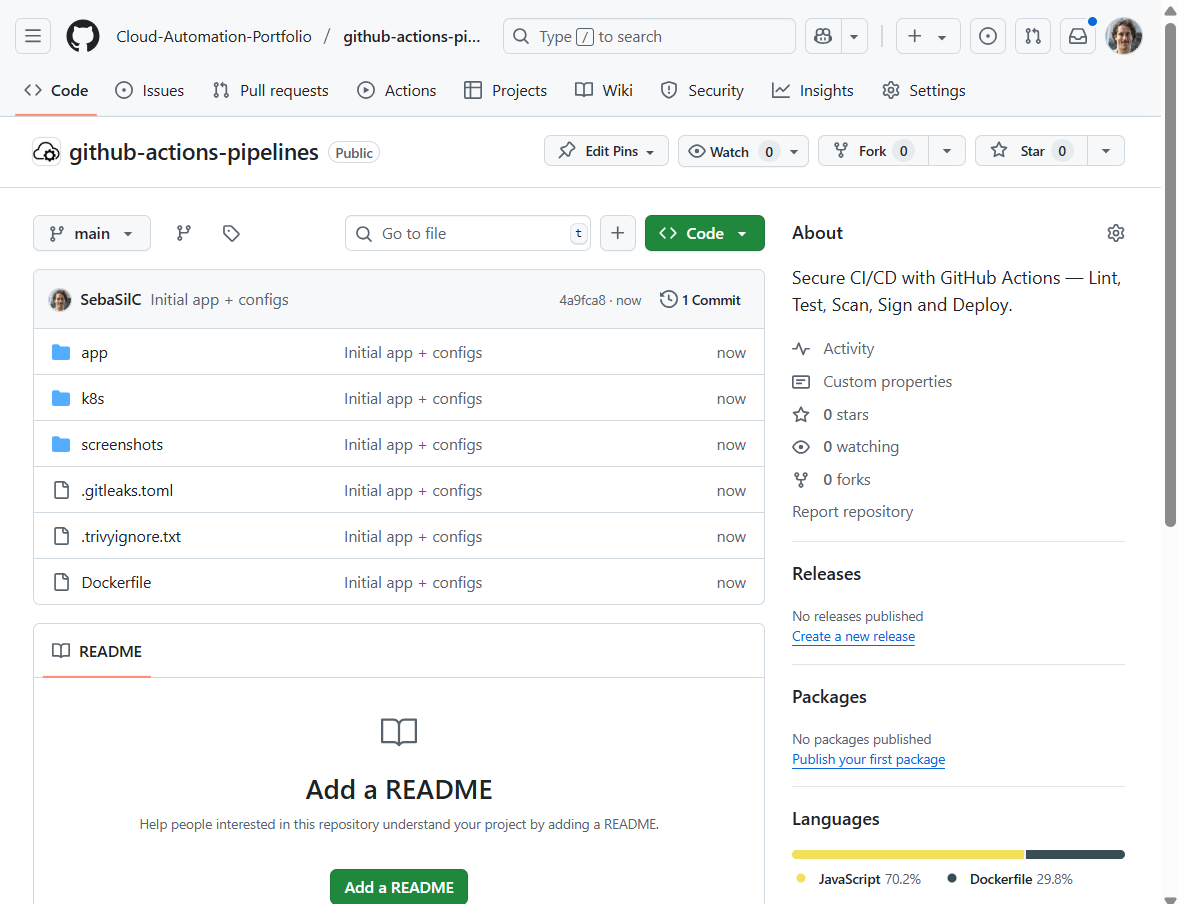 Cloud-Automation-Portfolio / github-actions-pi...
Type / to search
Code Issues Pull requests Actions Projects Wiki Security Insights Settings
github-actions-pipelines Public
Edit Pins Watch 0 Fork 0 Star 0
main
Go to file t
Code
SebaSilC Initial app + configs 4a9fca8 · now 1 Commit
app Initial app + configs now
k8s Initial app + configs now
screenshots Initial app + configs now
.gitleaks.toml Initial app + configs now
.trivyignore.txt Initial app + configs now
Dockerfile Initial app + configs now
README
Add a README
Help people interested in this repository understand your project by adding a README.
Add a README
About
Secure CI/CD with GitHub Actions — Lint,
Test, Scan, Sign and Deploy.
Activity
Custom properties
0 stars
0 watching
0 forks
Report repository
Releases
No releases published
Create a new release
Packages
No packages published
Publish your first package
Languages
JavaScript 70.2% Dockerfile 29.8%